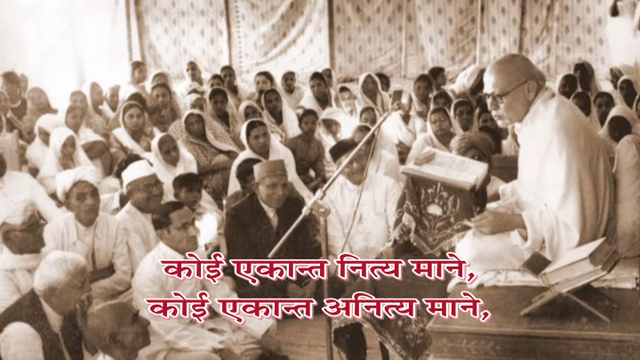 कोई एकान्त नित्य माने,
कोई एकान्त अनित्य माने,